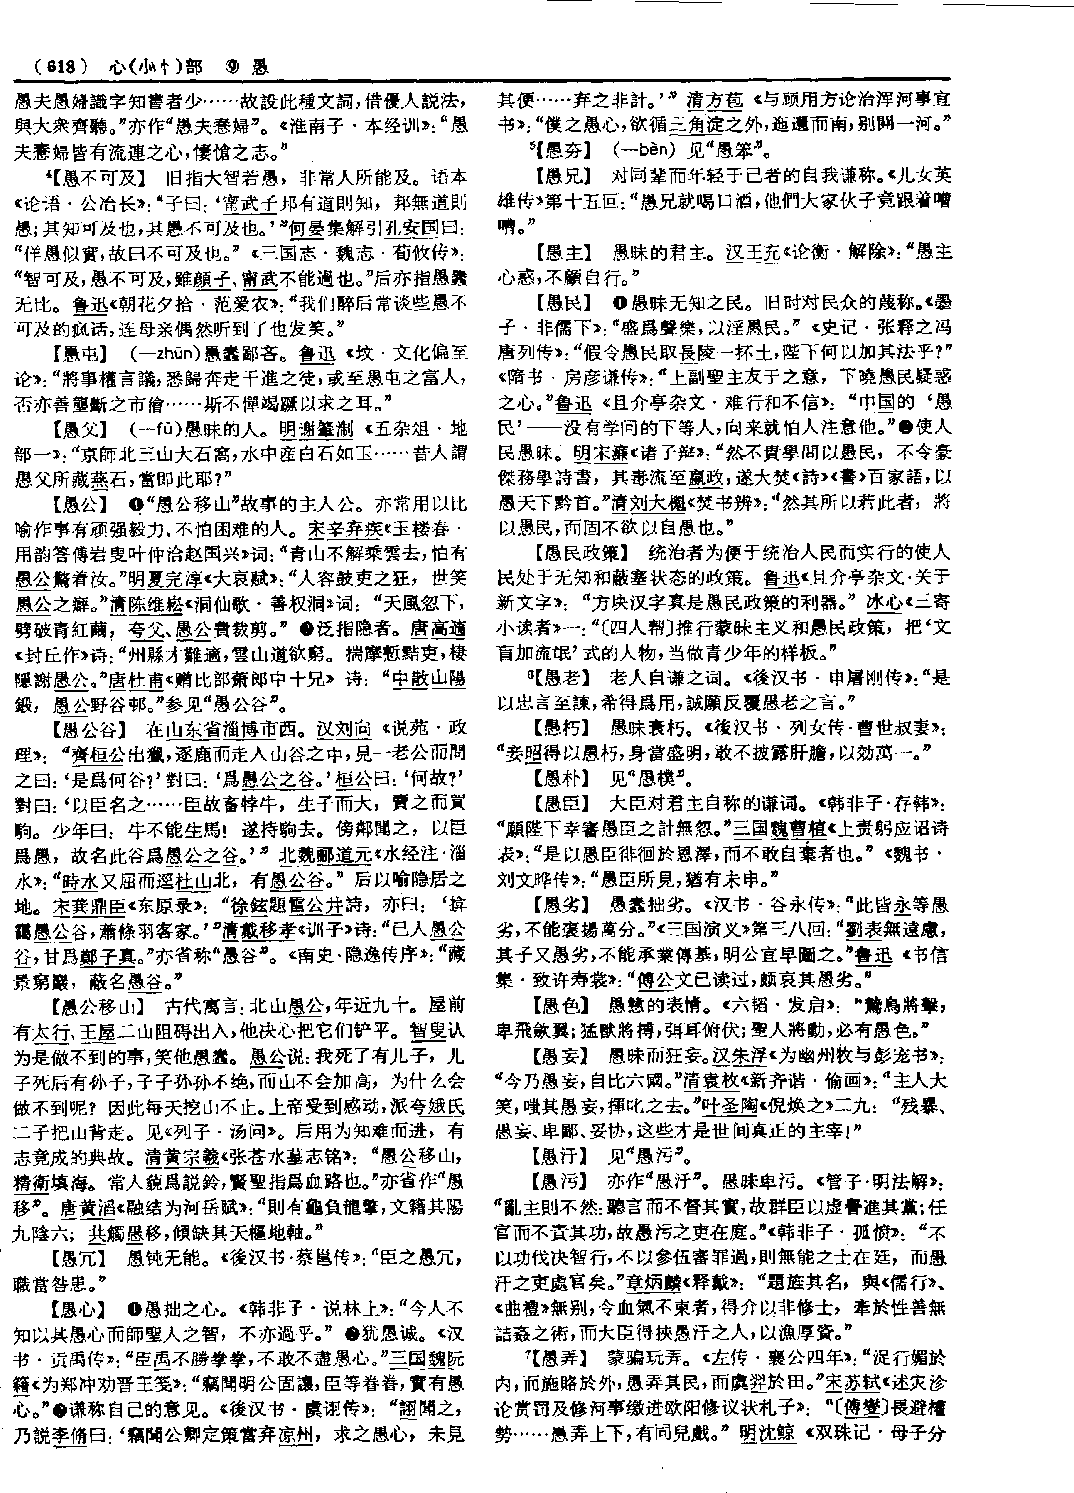 (618) 心(小忄)部 ⑨ 愚
愚夫愚婦識字知書者少……故設此種文詞,借優人說法,
與大衆齊聽。”亦作“愚夫惷婦”。《淮南子·本经训》:“愚
夫惷婦皆有流連之心,悽愴之志。”
⁴【愚不可及】 旧指大智若愚,非常人所能及。语本
《论语·公冶长》:“子曰:‘甯武子邦有道則知,邦無道則
愚;其知可及也,其愚不可及也。’”何晏集解引孔安国曰:
“佯愚似實,故曰不可及也。”《三国志·魏志·荀攸传》:
“智可及,愚不可及,雖顔子、甯武不能過也。”后亦指愚蠢
无比。鲁迅《朝花夕拾·范爱农》:“我们醉后常谈些愚不
可及的疯话,连母亲偶然听到了也发笑。”
【愚屯】 (—zhūn)愚蠢鄙吝。鲁迅《坟·文化偏至
论》:“將事權言議,悉歸奔走干進之徒,或至愚屯之富人,
否亦善壟斷之市儈……斯不憚竭蹶以求之耳。”
【愚父】 (—fǔ)愚昧的人。明谢肇淛《五杂俎·地
部一》:“京師北三山大石窩,水中産白石如玉……昔人謂
愚父所藏燕石,當即此耶?”
【愚公】 ❶“愚公移山”故事的主人公。亦常用以比
喻作事有顽强毅力、不怕困难的人。宋辛弃疾《玉楼春·
用韵答傅岩叟叶仲洽赵国兴》词:“青山不解乘雲去,怕有
愚公驚着汝。”明夏完淳《大哀赋》:“人容鼓吏之狂,世笑
愚公之癖。”清陈维崧《洞仙歌·善权洞》词:“天風忽下,
劈破青紅繭,夸父、愚公費裁剪。”❷泛指隐者。唐高適
《封丘作》诗:“州縣才難適,雲山道欲窮。揣摩慙黠吏,棲
隱謝愚公。”唐杜甫《赠比部萧郎中十兄》诗:“中散山陽
鍛,愚公野谷邨。”参见“愚公谷”。
【愚公谷】 在山东省淄博市西。汉刘向《说苑·政
理》:“齊桓公出獵,逐鹿而走入山谷之中,見一老公而問
之曰:‘是爲何谷?’對曰:‘爲愚公之谷。’桓公曰:‘何故?’
對曰:‘以臣名之……臣故畜牸牛,生子而大,賣之而買
駒。少年曰:牛不能生馬!遂持駒去。傍鄰聞之,以臣
爲愚,故名此谷爲愚公之谷。’”北魏郦道元《水经注·淄
水》:“時水又屈而逕杜山北,有愚公谷。”后以喻隐居之
地。宋龚鼎臣《东原录》:“徐鉉題雷公井詩,亦曰:‘
愚公谷,蕭條羽客家。’”清戴移孝《训子》诗:“已人愚公
谷,甘爲鄭子真。”亦省称“愚谷”。《南史·隐逸传序》:“藏
景窮巖,蔽名愚谷。”
【愚公移山】 古代寓言:北山愚公,年近九十。屋前
有太行、王屋二山阻碍出入,他决心把它们铲平。智叟认
为是做不到的事,笑他愚蠢。愚公说:我死了有儿子,儿
子死后有孙子,子子孙孙不绝,而山不会加高,为什么会
做不到呢?因此每天挖山不止。上帝受到感动,派夸娥氏
二子把山背走。见《列子·汤问》。后用为知难而进,有
志竟成的典故。清黄宗羲《张苍水墓志铭》:“愚公移山,
精衛填海。常人藐爲説鈴,賢聖指爲血路也。”亦省作“愚
移”。唐黄滔《融结为河岳赋》:“則有龜負龍擎,文籍其陽
九陰六;共觸愚移,傾缺其天樞地軸。”
【愚冗】 愚钝无能。《後汉书·蔡邕传》:“臣之愚冗,
職當咎患。”
【愚心】 ❶愚拙之心。《韩非子·说林上》:“今人不
知以其愚心而師聖人之智,不亦過乎。”❷犹愚诚。《汉
书·贡禹传》:“臣禹不勝拳拳,不敢不盡愚心。”三国魏阮
籍《为郑冲劝晋王笺》:“竊聞明公固讓,臣等眷眷,實有愚
心。”❸谦称自己的意见。《後汉书·虞诩传》:“詡聞之,
乃説李脩曰:‘竊聞公卿定策當弃凉州,求之愚心,未見
其便……弃之非計。’”清方苞《与顾用方论治浑河事宜
书》:“僕之愚心,欲循三角淀之外,迤邐而南,别開一河。”
⁵【愚夯】 (—bèn) 见“愚笨”。
【愚兄】 对同辈而年轻于己者的自我谦称。《儿女英
雄传》第十五回:“愚兄就喝口酒,他們大家伙子竟跟着嘈
嘈。”
【愚主】 愚昧的君主。汉王充《论衡·解除》:“愚主
心惑,不顧自行。”
【愚民】 ❶愚昧无知之民。旧时对民众的蔑称。《墨
子·非儒下》:“盛爲聲樂,以淫愚民。”《史记·张释之冯
唐列传》:“假令愚民取長陵一抔土,陛下何以加其法乎?”
《隋书·房彦谦传》:“上副聖主友于之意,下曉愚民疑惑
之心。”鲁迅《且介亭杂文·难行和不信》:“中国的‘愚
民’——没有学问的下等人,向来就怕人注意他。”❷使人
民愚昧。明宋濂《诸子辩》:“然不貴學問以愚民,不令豪
傑務學詩書,其毒流至嬴政,遂大焚《詩》《書》百家語,以
愚天下黔首。”清刘大櫆《焚书辨》:“然其所以若此者,將
以愚民,而固不欲以自愚也。”
【愚民政策】 统治者为便于统治人民而实行的使人
民处于无知和蔽塞状态的政策。鲁迅《且介亭杂文·关于
新文字》:“方块汉字真是愚民政策的利器。”冰心《三寄
小读者》一:“〔四人帮〕推行蒙昧主义和愚民政策,把‘文
盲加流氓’式的人物,当做青少年的样板。”
⁶【愚老】 老人自谦之词。《後汉书·申屠刚传》:“是
以忠言至諫,希得爲用,誠願反覆愚老之言。”
【愚朽】 愚昧衰朽。《後汉书·列女传·曹世叔妻》:
“妾昭得以愚朽,身當盛明,敢不披露肝膽,以効萬一。”
【愚朴】 见“愚樸”。
【愚臣】 大臣对君主自称的谦词。《韩非子·存韩》:
“願陛下幸審愚臣之計無忽。”三国魏曹植《上责躬应诏诗
表》:“是以愚臣徘徊於恩澤,而不敢自棄者也。”《魏书·
刘文晔传》:“愚臣所見,猶有未申。”
【愚劣】 愚蠢拙劣。《汉书·谷永传》:“此皆永等愚
劣,不能褒揚萬分。”《三国演义》第三八回:“劉表無遠慮,
其子又愚劣,不能承業傳基,明公宜早圖之。”鲁迅《书信
集·致许寿裳》:“傅公文已读过,颇哀其愚劣。”
【愚色】 愚戆的表情。《六韬·发启》:“鷙鳥將擊,
卑飛斂翼;猛獸將搏,弭耳俯伏;聖人將動,必有愚色。”
【愚妄】 愚昧而狂妄。汉朱浮《为幽州牧与彭宠书》:
“今乃愚妄,自比六國。”清袁枚《新齐谐·偷画》:“主人大
笑,嗤其愚妄,揮叱之去。”叶圣陶《倪焕之》二九:“残暴、
愚妄、卑鄙、妥协,这些才是世间真正的主宰!”
【愚汙】 见“愚污”。
【愚污】 亦作“愚汙”。愚昧卑污。《管子·明法解》:
“亂主則不然:聽言而不督其實,故群臣以虚譽進其黨;任
官而不責其功,故愚污之吏在庭。”《韩非子·孤愤》:“不
以功伐决智行,不以參伍審罪過,則無能之士在廷,而愚
汙之吏處官矣。”章炳麟《释戴》:“題旌其名,與《儒行》、
《曲禮》無别,令血氣不柬者,得介以非修士,牽於性善無
詰姦之術,而大臣得挾愚汙之人,以漁厚資。”
⁷【愚弄】 蒙骗玩弄。《左传·襄公四年》:“浞行媚於
内,而施賂於外,愚弄其民,而虞羿於田。”宋苏轼《述灾沴
论赏罚及修河事缴进欧阳修议状札子》:“〔傅燮〕長避權
勢……愚弄上下,有同兒戲。”明沈鲸《双珠记·母子分